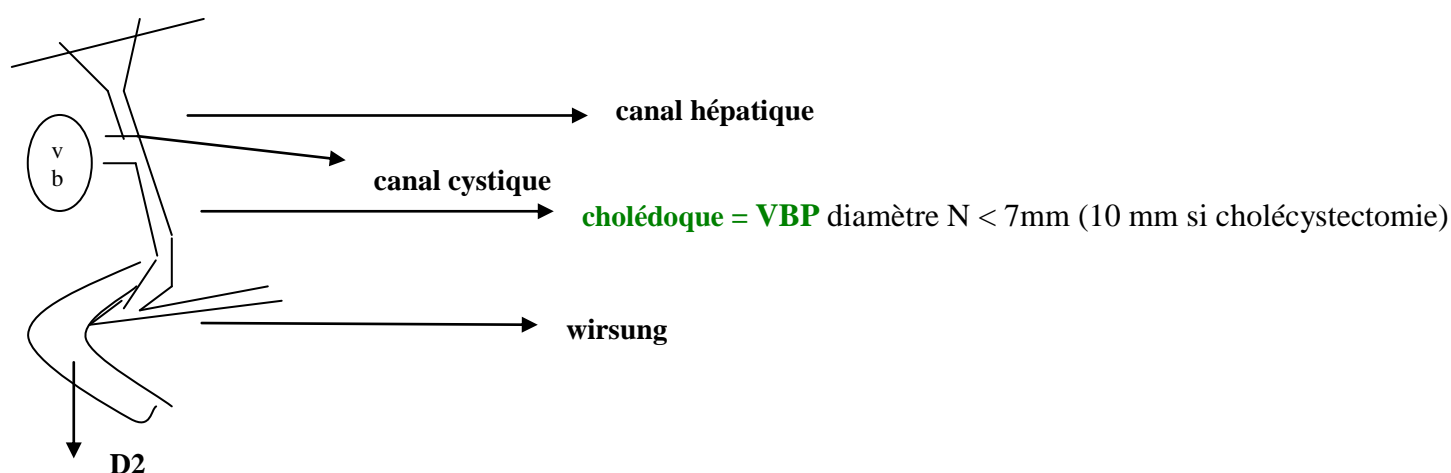 canal hépatique
v
b
canal cystique
cholédoque = VBP diamètre N < 7mm (10 mm si cholécystectomie)
wirsung
D2